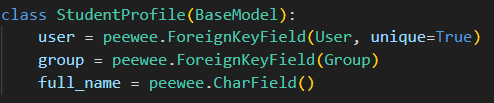 class StudentProfile(BaseModel):
    user = peewee.ForeignKeyField(User, unique=True)
    group = peewee.ForeignKeyField(Group)
    full_name = peewee.CharField()